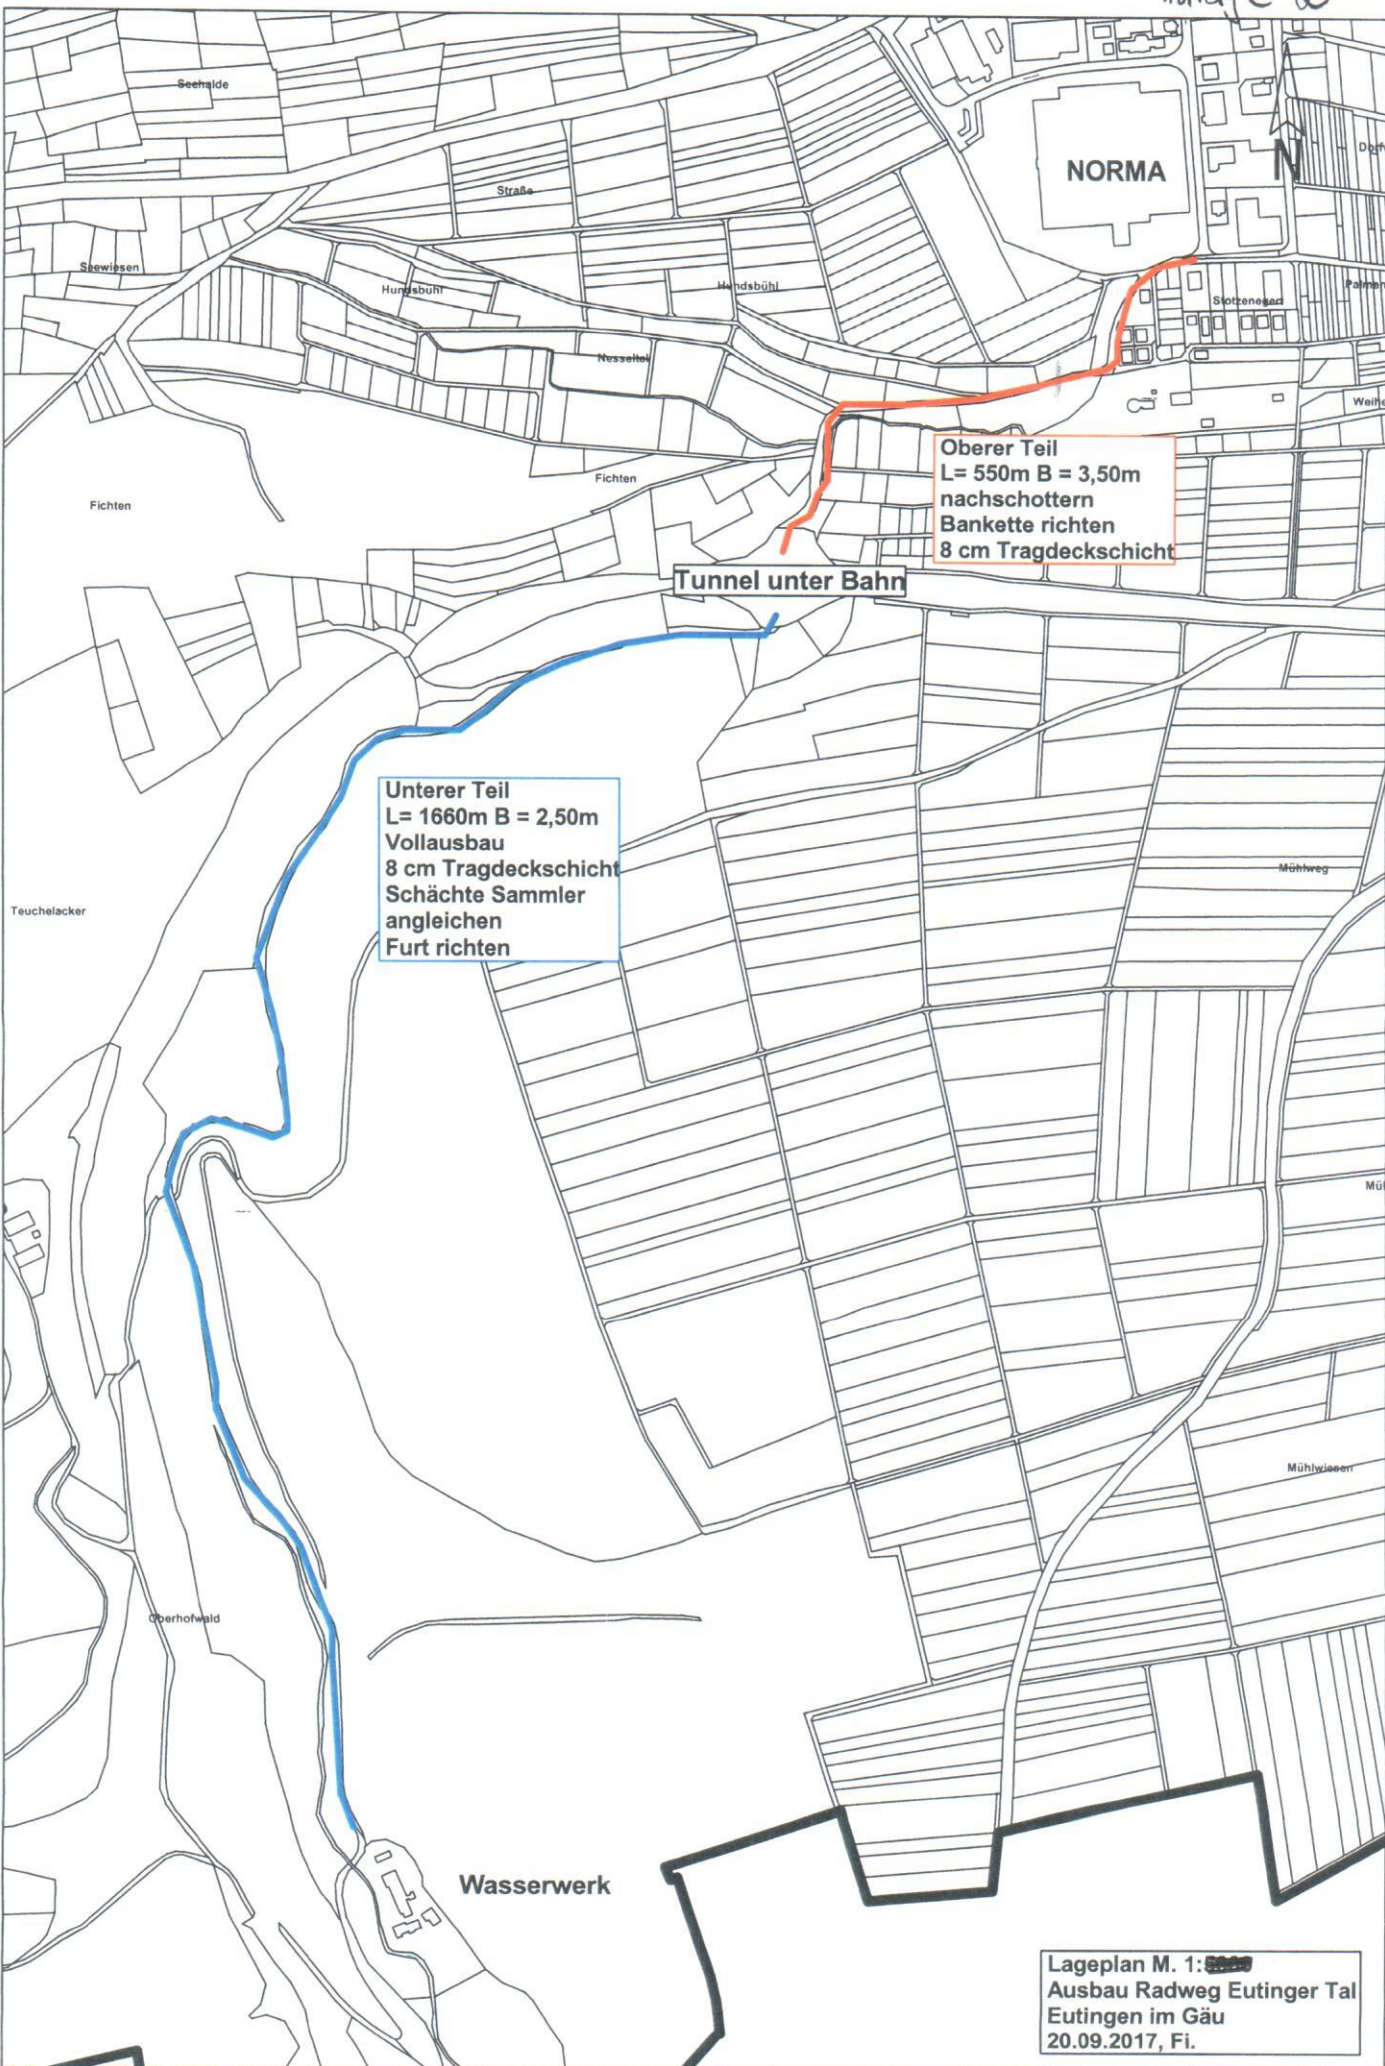 Seehalde
Straße
NORMA
N
Seewiesen
Hundsbühl
Hundsbühl
Stotzenegert
Nesseltal
Oberer Teil
L= 550m B = 3,50m
nachschottern
Bankette richten
8 cm Tragdeckschicht
Fichten
Fichten
Tunnel unter Bahn
Unterer Teil
L= 1660m B = 2,50m
Vollausbau
8 cm Tragdeckschicht
Schächte Sammler
angleichen
Furt richten
Mühlweg
Teuchelacker
Mühlwiesen
Oberhofwald
Wasserwerk
Lageplan M. 1:
Ausbau Radweg Eutinger Tal
Eutingen im Gäu
20.09.2017, Fi.